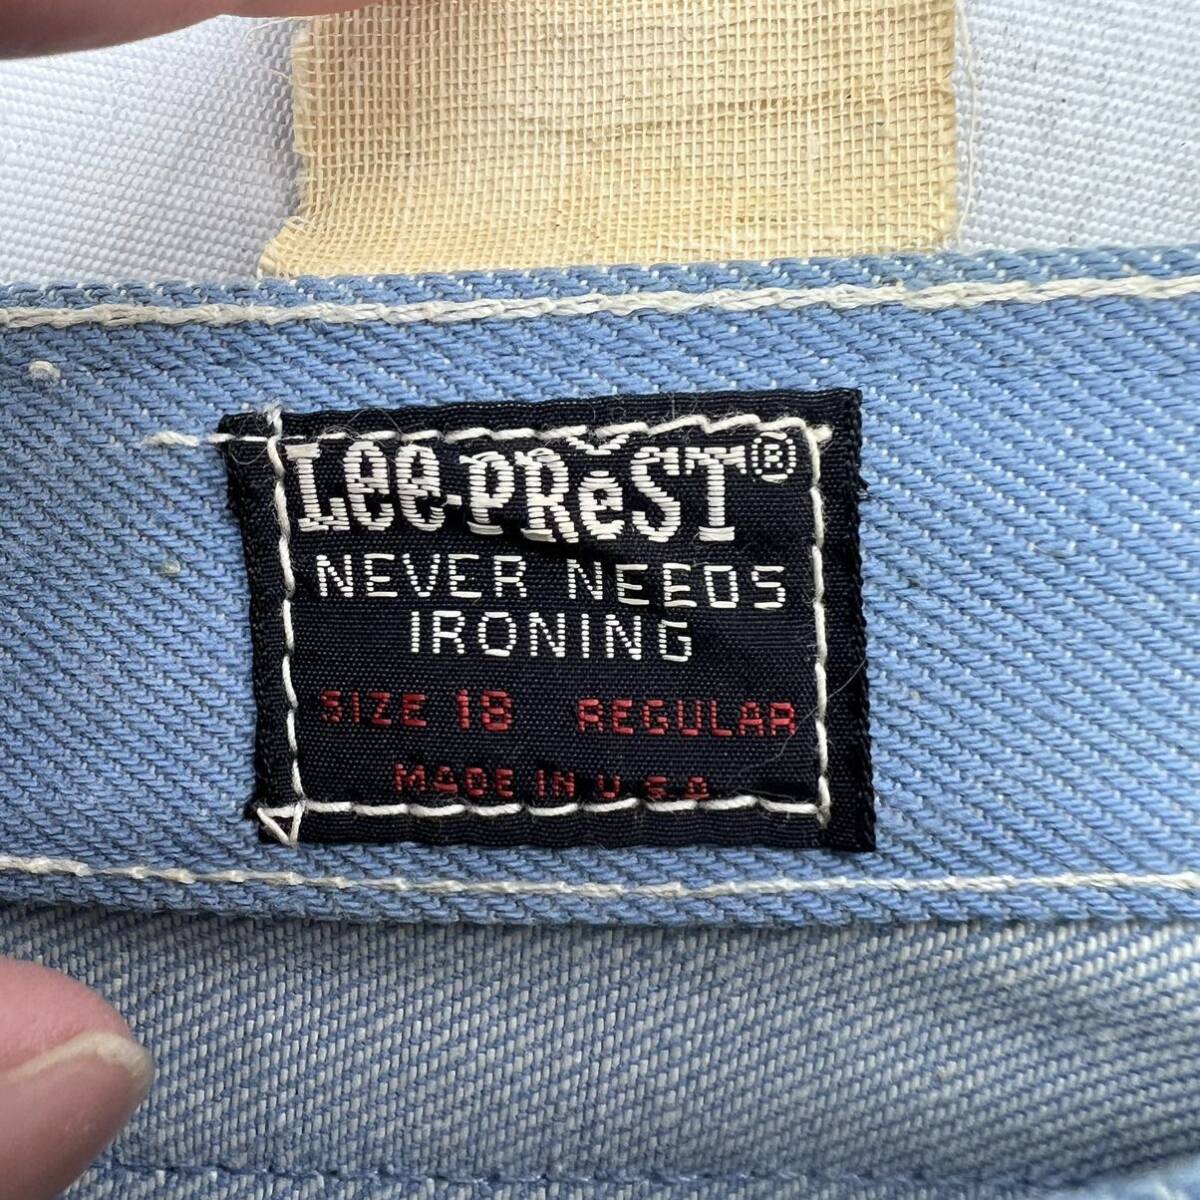 Lee-PReST®
NEVER NEEDS
IRONING
SIZE 18 REGULAR
MADE IN U.S.A.